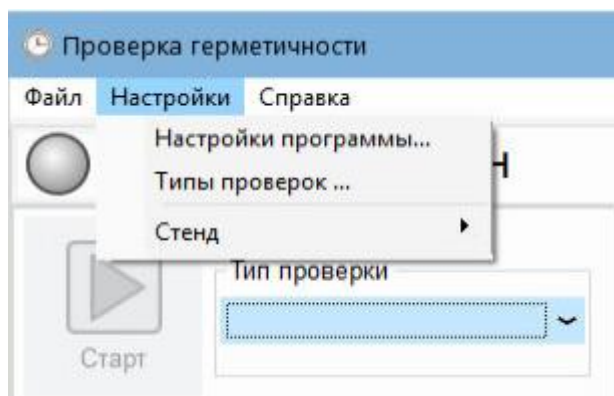 Проверка герметичности
Файл Настройки Справка
Настройки программы...
Типы проверок ...
Стенд
Тип проверки
Старт